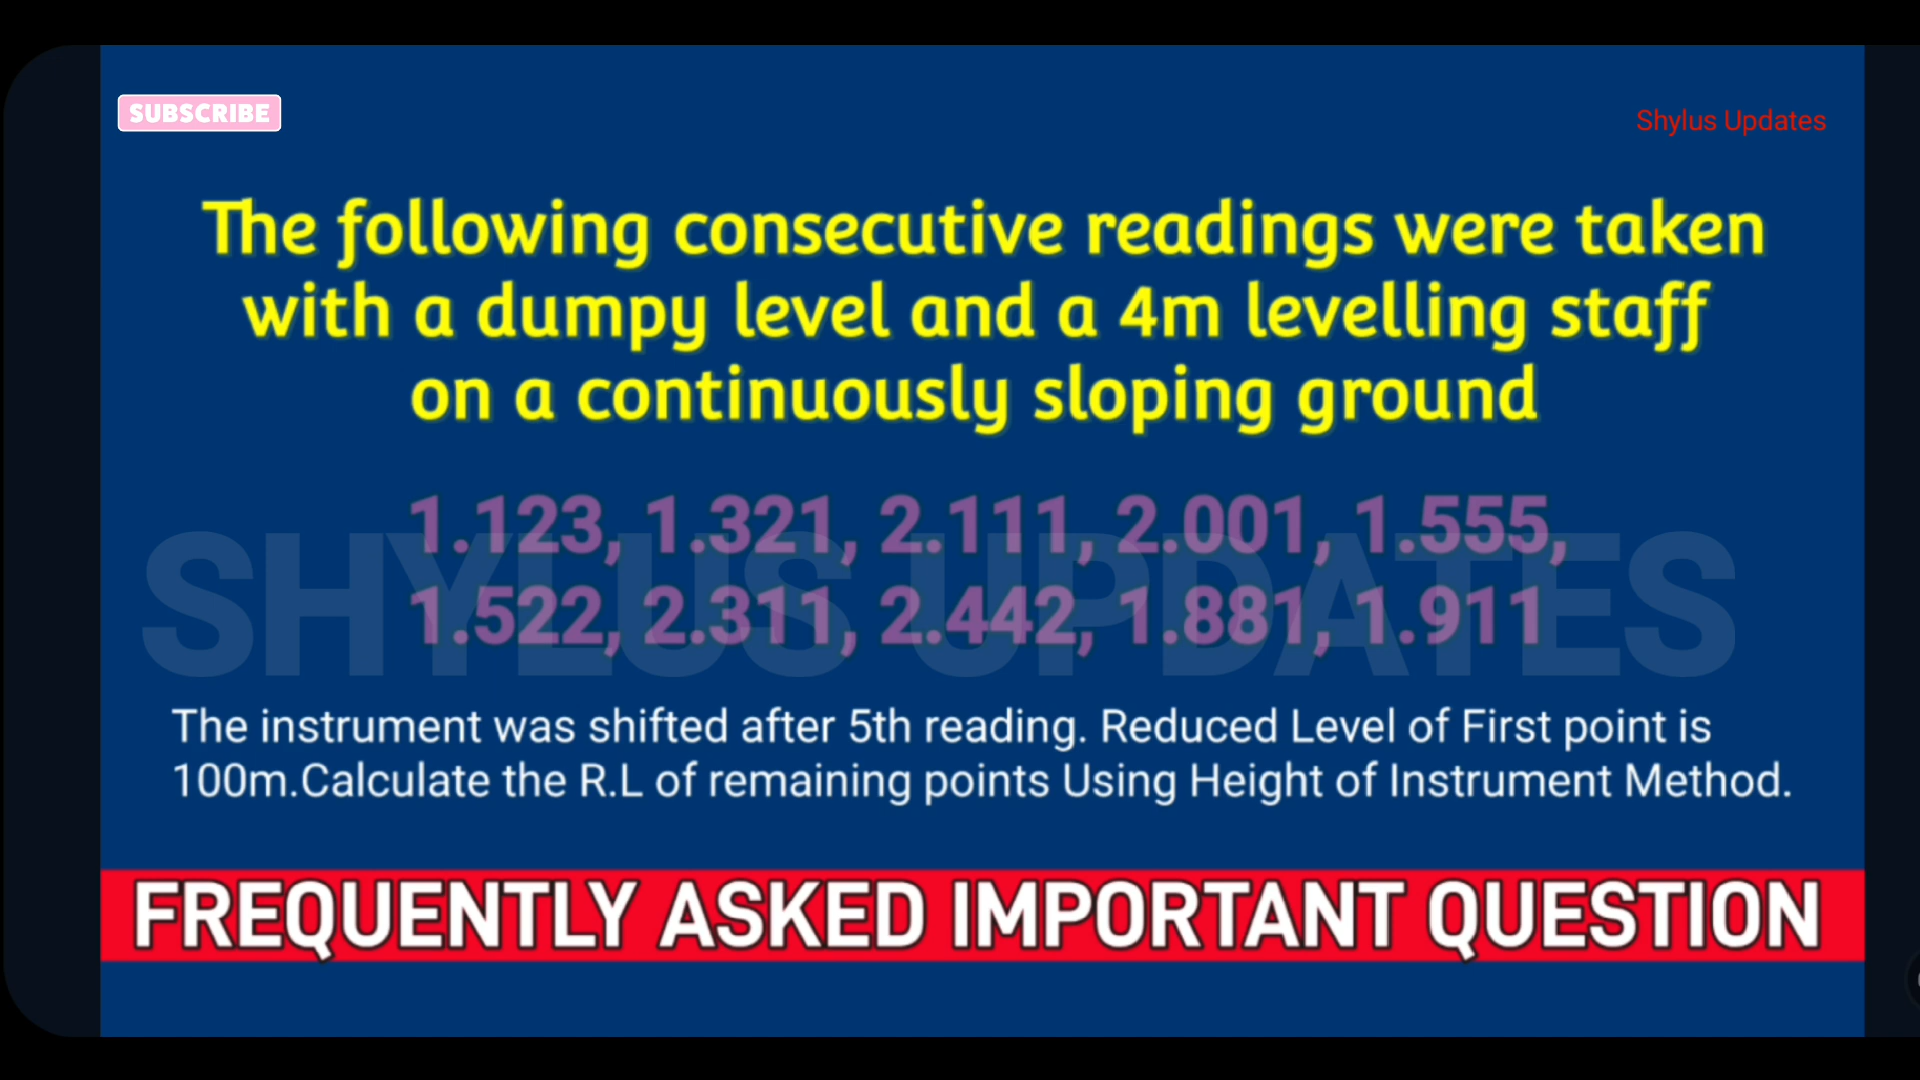 SUBSCRIBE
Shylus Updates
The following consecutive readings were taken
with a dumpy level and a 4m levelling staff
on a continuously sloping ground
1.123, 1.321, 2.111, 2.001, 1.555,
1.522, 2.311, 2.442, 1.881, 1.911
SHYLUS UPDATES
The instrument was shifted after 5th reading. Reduced Level of First point is
100m.Calculate the R.L of remaining points Using Height of Instrument Method.
FREQUENTLY ASKED IMPORTANT QUESTION